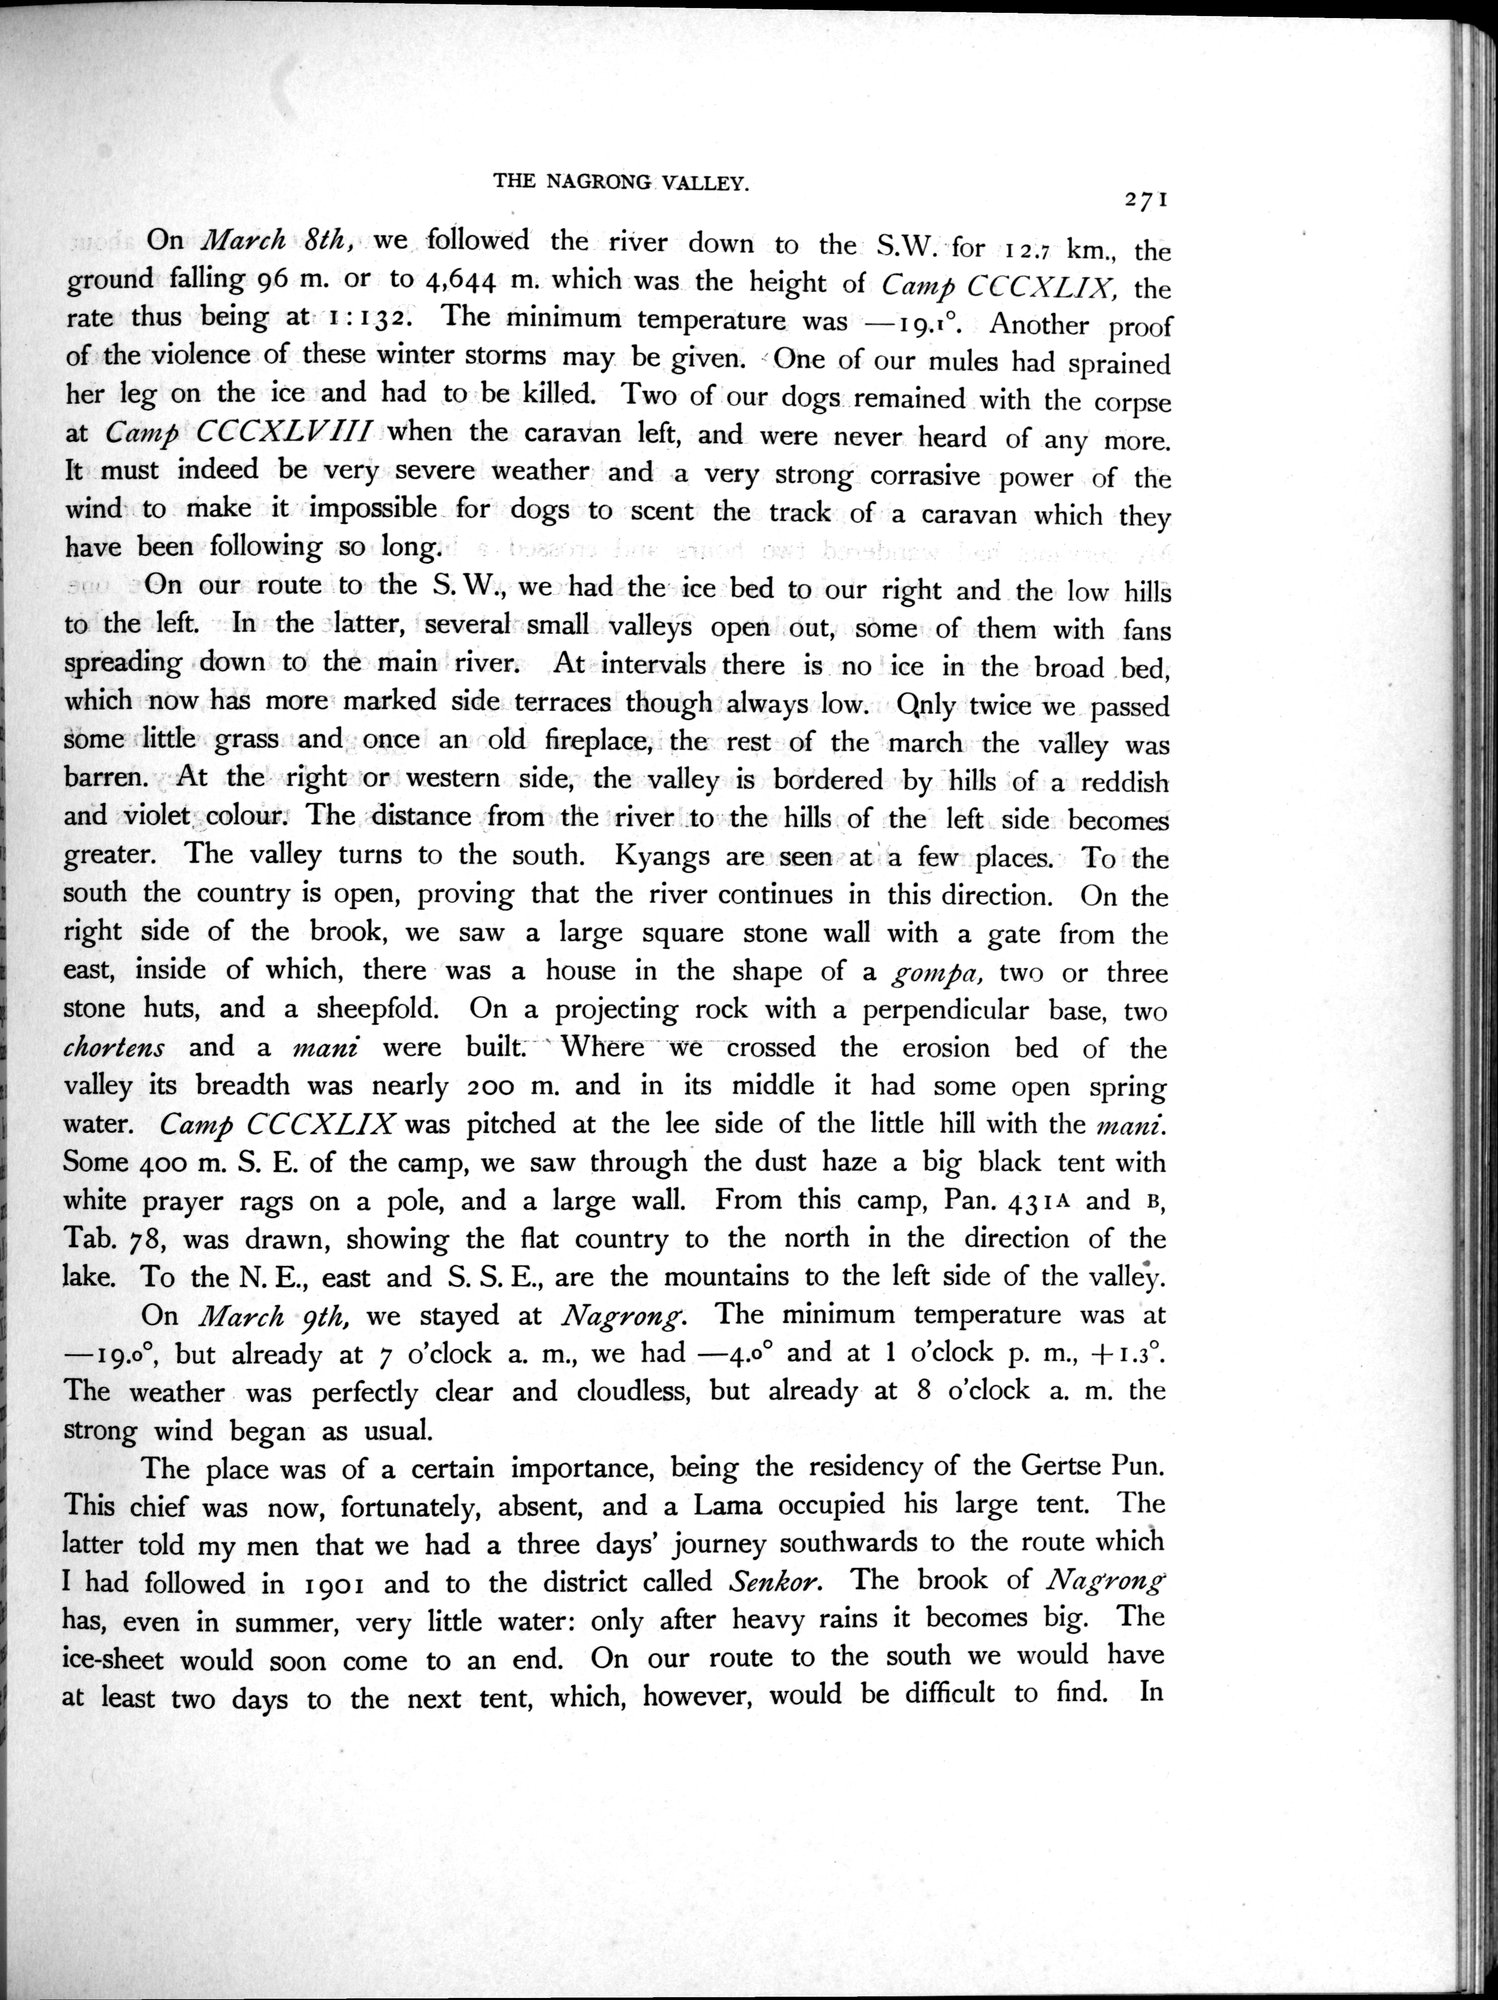 THE NAGRONG VALLEY.
271
On March 8th, we followed the river down to the S.W. for 12.7 km., the
ground falling 96 m. or to 4,644 m. which was the height of Camp CCCXLIX, the
rate thus being at 1:132. The minimum temperature was —19.1°. Another proof
of the violence of these winter storms may be given. One of our mules had sprained
her leg on the ice and had to be killed. Two of our dogs remained with the corpse
at Camp CCCXLVIII when the caravan left, and were never heard of any more.
It must indeed be very severe weather and a very strong corrasive power of the
wind to make it impossible for dogs to scent the track of a caravan which they
have been following so long.
On our route to the S. W., we had the ice bed to our right and the low hills
to the left. In the latter, several small valleys open out, some of them with fans
spreading down to the main river. At intervals there is no ice in the broad bed,
which now has more marked side terraces though always low. Only twice we passed
some little grass and once an old fireplace, the rest of the march the valley was
barren. At the right or western side, the valley is bordered by hills of a reddish
and violet colour. The distance from the river to the hills of the left side becomes
greater. The valley turns to the south. Kyangs are seen at a few places. To the
south the country is open, proving that the river continues in this direction. On the
right side of the brook, we saw a large square stone wall with a gate from the
east, inside of which, there was a house in the shape of a gompa, two or three
stone huts, and a sheepfold. On a projecting rock with a perpendicular base, two
chortens and a mani were built. Where we crossed the erosion bed of the
valley its breadth was nearly 200 m. and in its middle it had some open spring
water. Camp CCCXLIX was pitched at the lee side of the little hill with the mani.
Some 400 m. S. E. of the camp, we saw through the dust haze a big black tent with
white prayer rags on a pole, and a large wall. From this camp, Pan. 431A and B,
Tab. 78, was drawn, showing the flat country to the north in the direction of the
lake. To the N. E., east and S. S. E., are the mountains to the left side of the valley.
On March 9th, we stayed at Nagrong. The minimum temperature was at
—19.0°, but already at 7 o'clock a. m., we had —4.0° and at 1 o'clock p. m., +1.3°.
The weather was perfectly clear and cloudless, but already at 8 o'clock a. m. the
strong wind began as usual.
The place was of a certain importance, being the residency of the Gertse Pun.
This chief was now, fortunately, absent, and a Lama occupied his large tent. The
latter told my men that we had a three days' journey southwards to the route which
I had followed in 1901 and to the district called Senkor. The brook of Nagrong
has, even in summer, very little water: only after heavy rains it becomes big. The
ice-sheet would soon come to an end. On our route to the south we would have
at least two days to the next tent, which, however, would be difficult to find. In